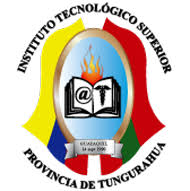 INSTITUTO TECNOLÓGICO SUPERIOR
@
PROVINCIA DE TUNGURAHUA